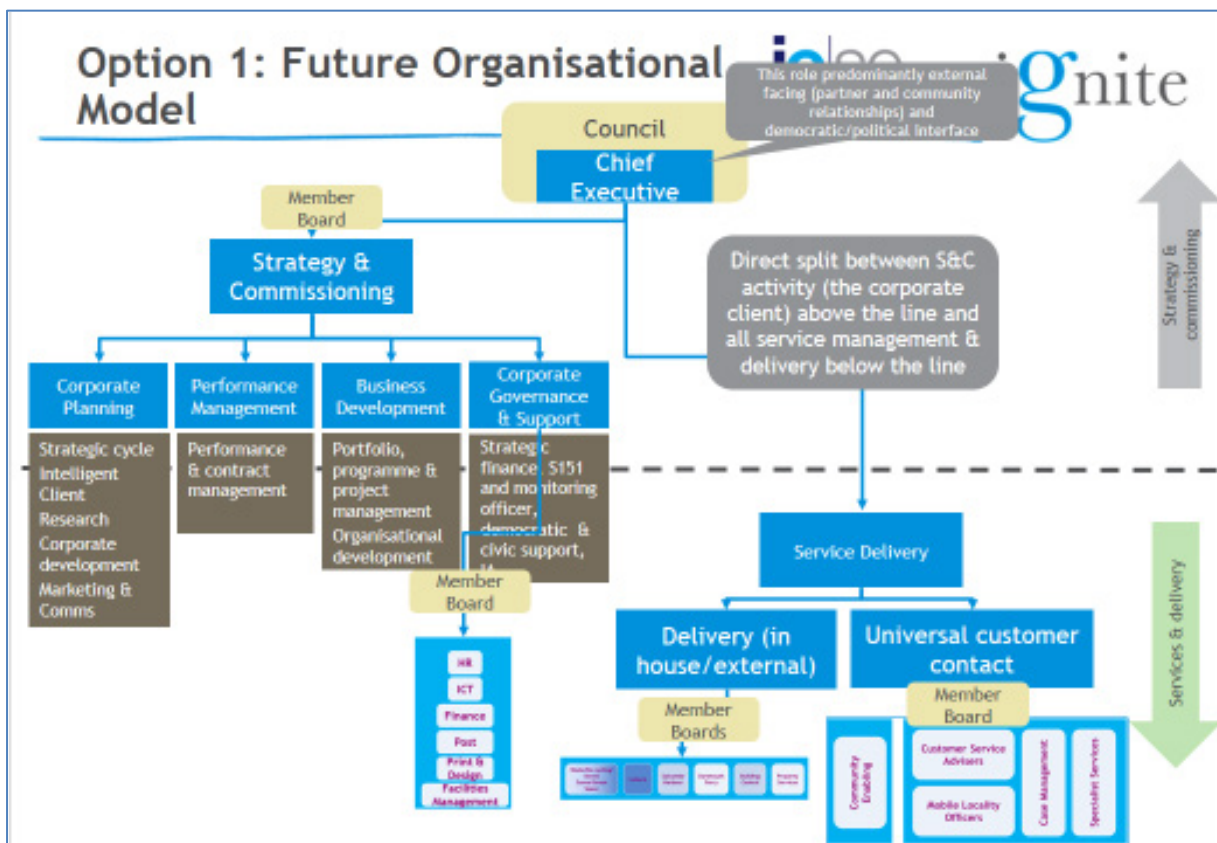 Option 1: Future Organisational
Model
ignite
This role predominantly external
facing (partner and community
relationships) and
democratic/political interface
Council
Chief
Executive
Member
Board
Strategy &
Commissioning
Direct split between S&C
activity (the corporate
client) above the line and
all service management &
delivery below the line
Strategy &
commissioning
Corporate
Planning
Performance
Management
Business
Development
Corporate
Governance
& Support
Strategic cycle
Intelligent
Client
Research
Corporate
development
Marketing &
Comms
Performance
& contract
management
Portfolio,
programme &
project
management
Organisational
development
Strategic
finance, S151
and monitoring
officer,
democratic &
civic support,
Member
Board
HR
ICT
Finance
Post
Print &
Design
Facilities
Management
Service Delivery
Delivery (in
house/external)
Universal customer
contact
Member
Boards
Building
Control
Property
Services
Member
Board
Community
Enabling
Customer Service
Advisers
Mobile Locality
Officers
Case Management
Specialist Services
Services & delivery